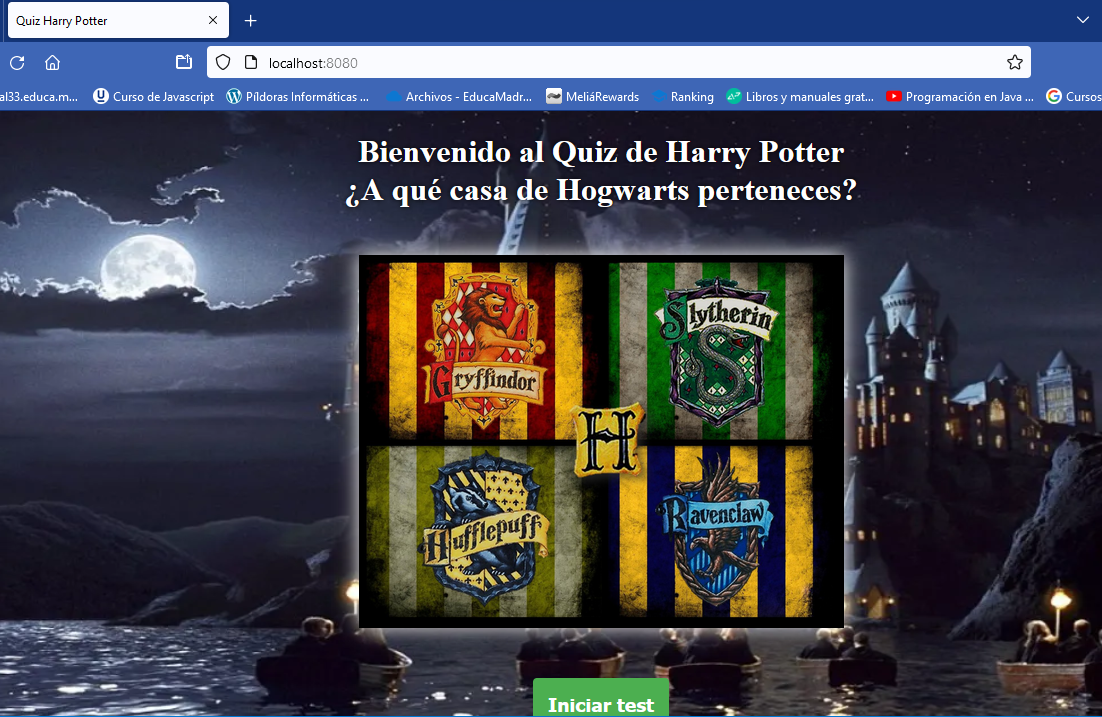 Quiz Harry Potter
localhost:8080
al33.educa.m...
Curso de Javascript
Píldoras Informáticas ...
Archivos - EducaMadr...
MeliáRewards
Ranking
Libros y manuales grat...
Programación en Java ...
Cursos
Bienvenido al Quiz de Harry Potter
¿A qué casa de Hogwarts perteneces?
Gryffindor
Slytherin
H
Hufflepuff
Ravenclaw
Iniciar test